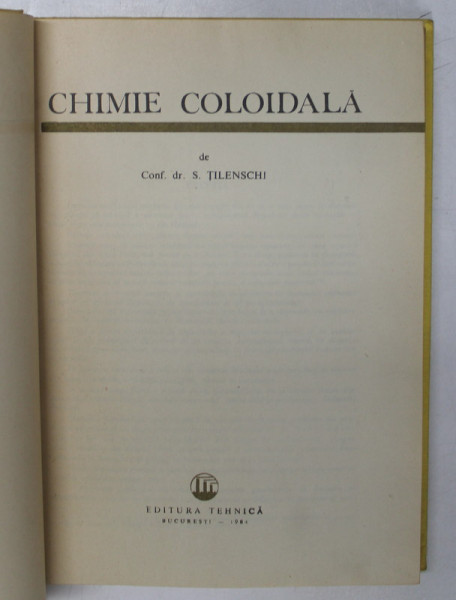 CHIMIE COLOIDALĂ
de
Conf. dr. S. ȚILENSCHI
EDITURA TEHNICĂ
BUCUREȘTI —